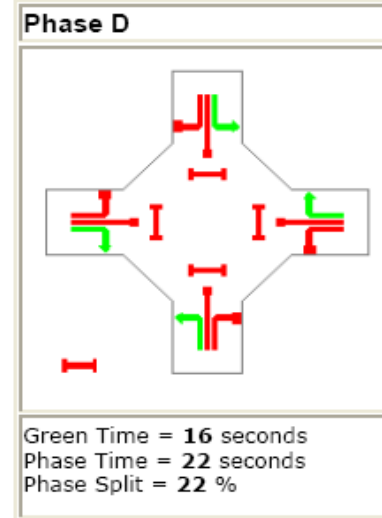 Phase D
Green Time = 16 seconds
Phase Time = 22 seconds
Phase Split = 22 %